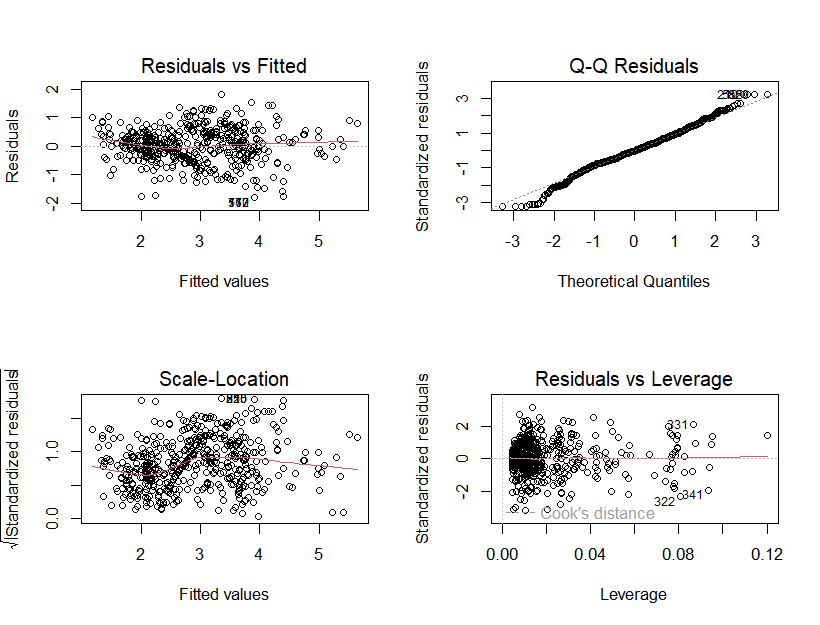 Residuals vs Fitted
Residuals
2
1
0
-1
-2
2
3
4
5
Fitted values
Q-Q Residuals
Standardized residuals
3
1
-1
-3
-3
-2
-1
0
1
2
3
Theoretical Quantiles
Scale-Location
√|Standardized residuals|
1.0
0.0
2
3
4
5
Fitted values
Residuals vs Leverage
Standardized residuals
2
0
-2
331
322
341
Cook's distance
0.00
0.04
0.08
0.12
Leverage